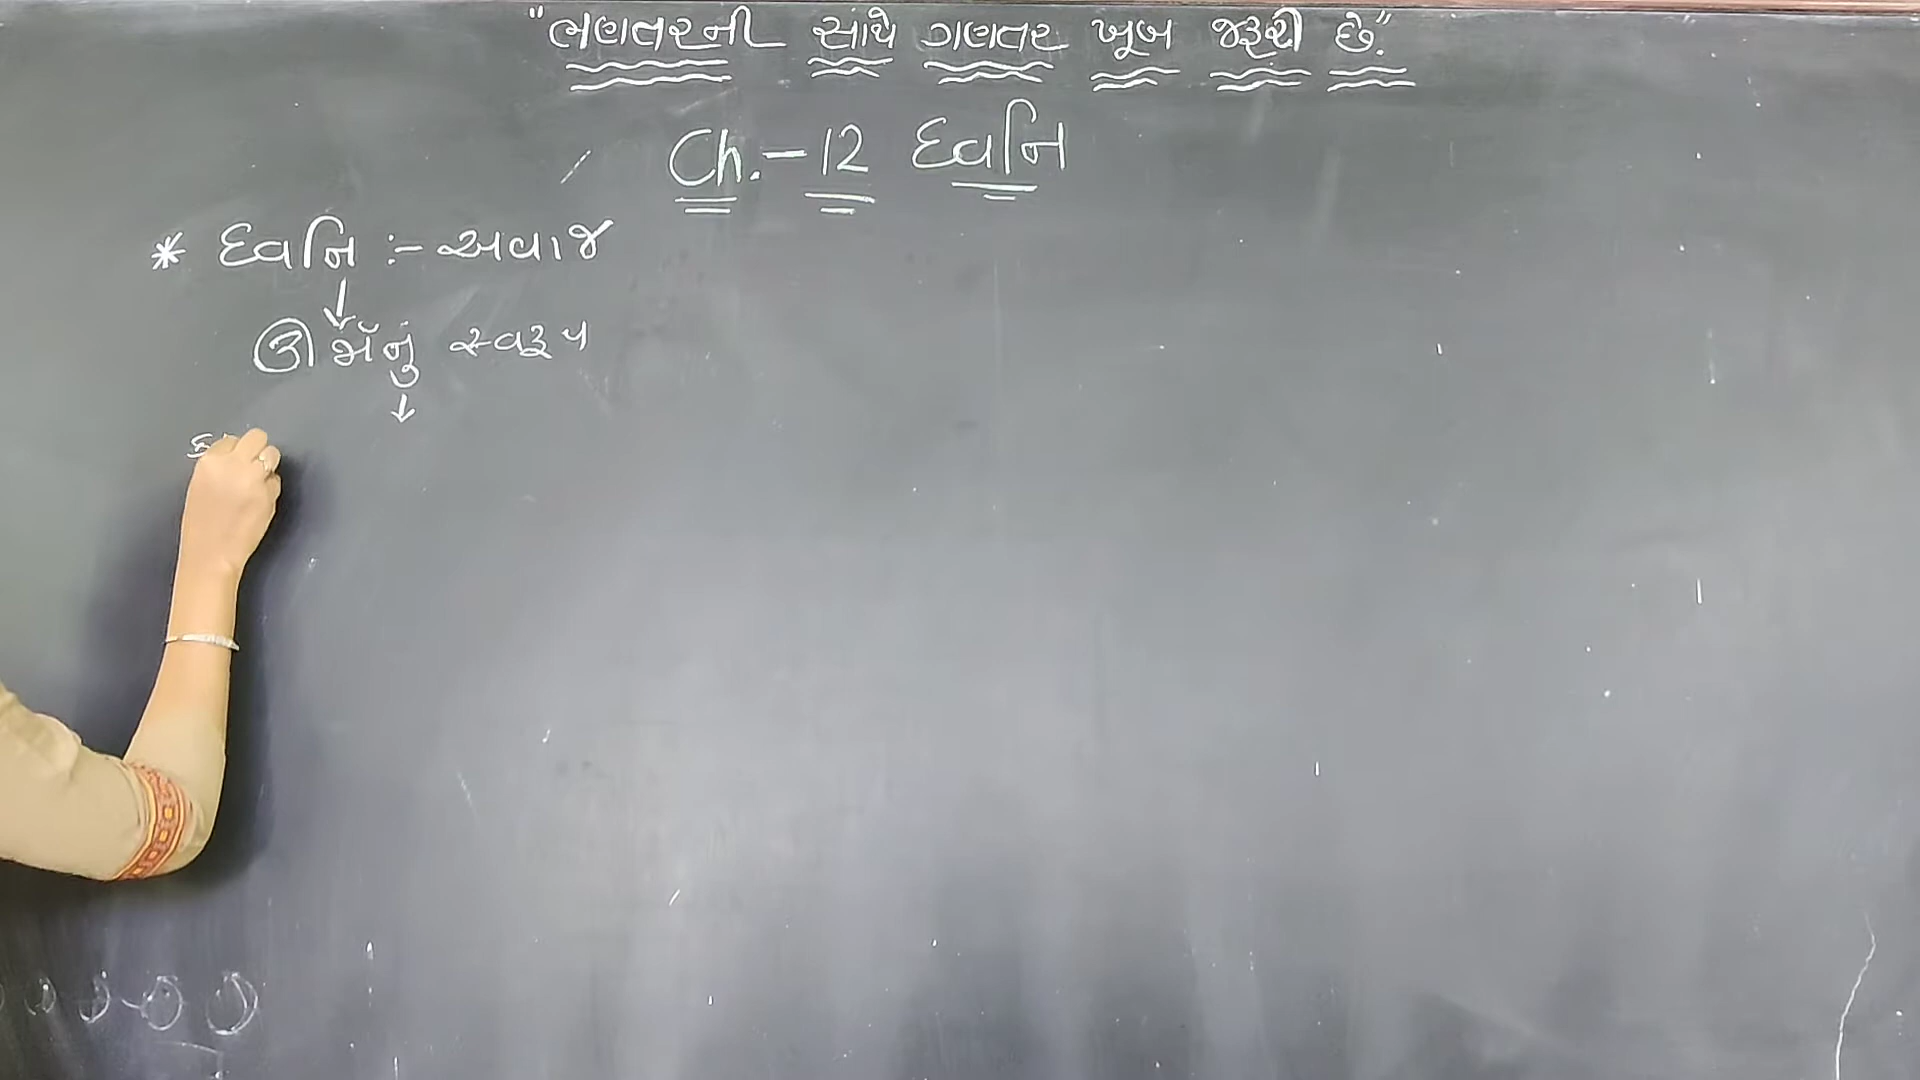 "ભણતરની સાથે ગણતર ખૂબ જરૂરી છે."
Ch.-12 ધ્વનિ
* ધ્વનિ :- અવાજ
↓
ઊર્જાનું સ્વરૂપ
↓